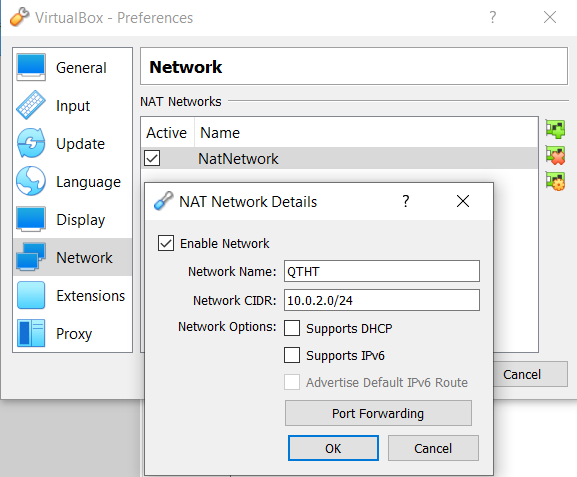 VirtualBox - Preferences
General
Input
Update
Language
Display
Network
Extensions
Proxy
Network
NAT Networks
Active Name
NatNetwork
NAT Network Details
Enable Network
Network Name: QTHT
Network CIDR: 10.0.2.0/24
Network Options: Supports DHCP
Supports IPv6
Advertise Default IPv6 Route
Port Forwarding
OK Cancel
Cancel